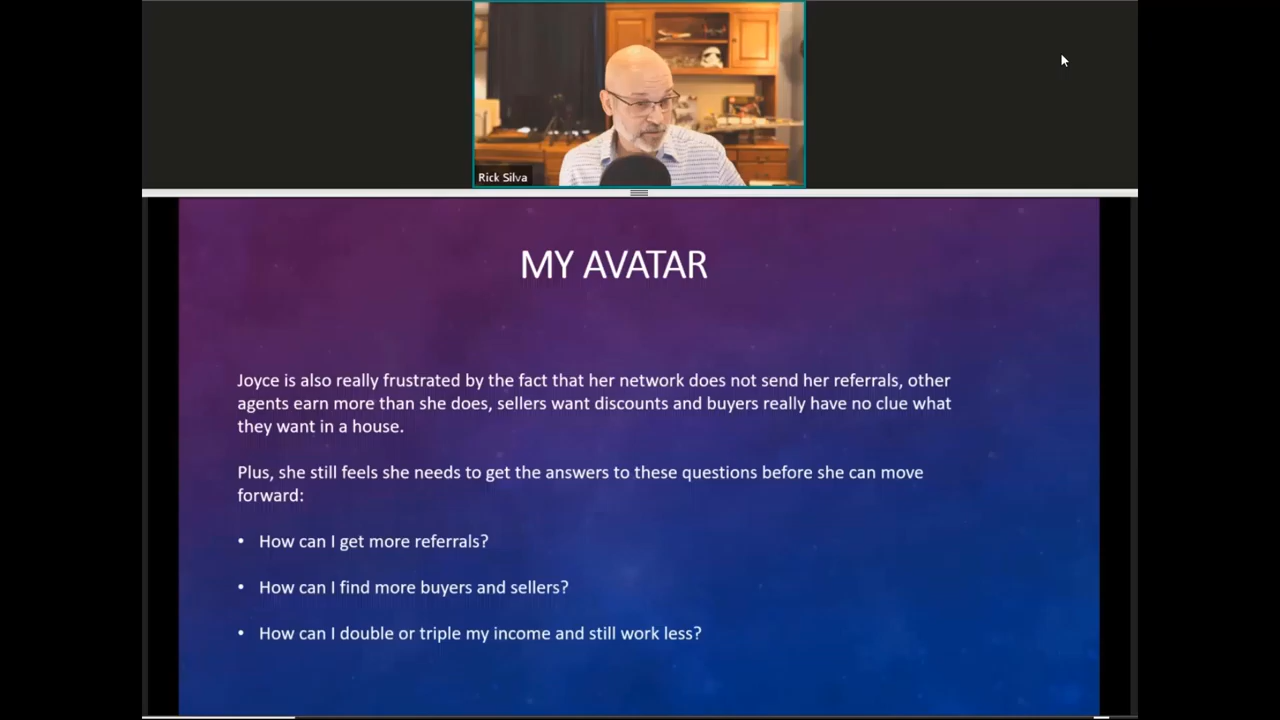 Rick Silva
MY AVATAR
Joyce is also really frustrated by the fact that her network does not send her referrals, other
agents earn more than she does, sellers want discounts and buyers really have no clue what
they want in a house.
Plus, she still feels she needs to get the answers to these questions before she can move
forward:
• How can I get more referrals?
• How can I find more buyers and sellers?
• How can I double or triple my income and still work less?